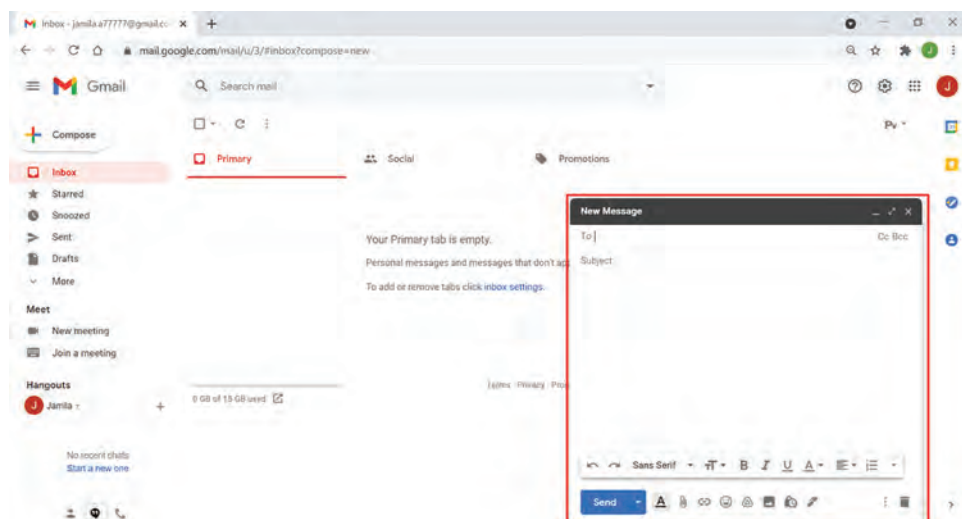 Inbox - jamila.a77777@gmail.co
mail.google.com/mail/u/3/#inbox?compose=new
J
Gmail
Search mail
J
Compose
Primary
Social
Promotions
Inbox
Starred
Snoozed
Sent
Drafts
More
New Message
To
Cc Bcc
Subject
Your Primary tab is empty.
Personal messages and messages that don't ap
To add or remove tabs click inbox settings.
Meet
New meeting
Join a meeting
Hangouts
J
Jamila
0 GB of 15 GB used
Terms · Privacy · Prog
No recent chats
Start a new one
Sans Serif
B I U A
Send
A